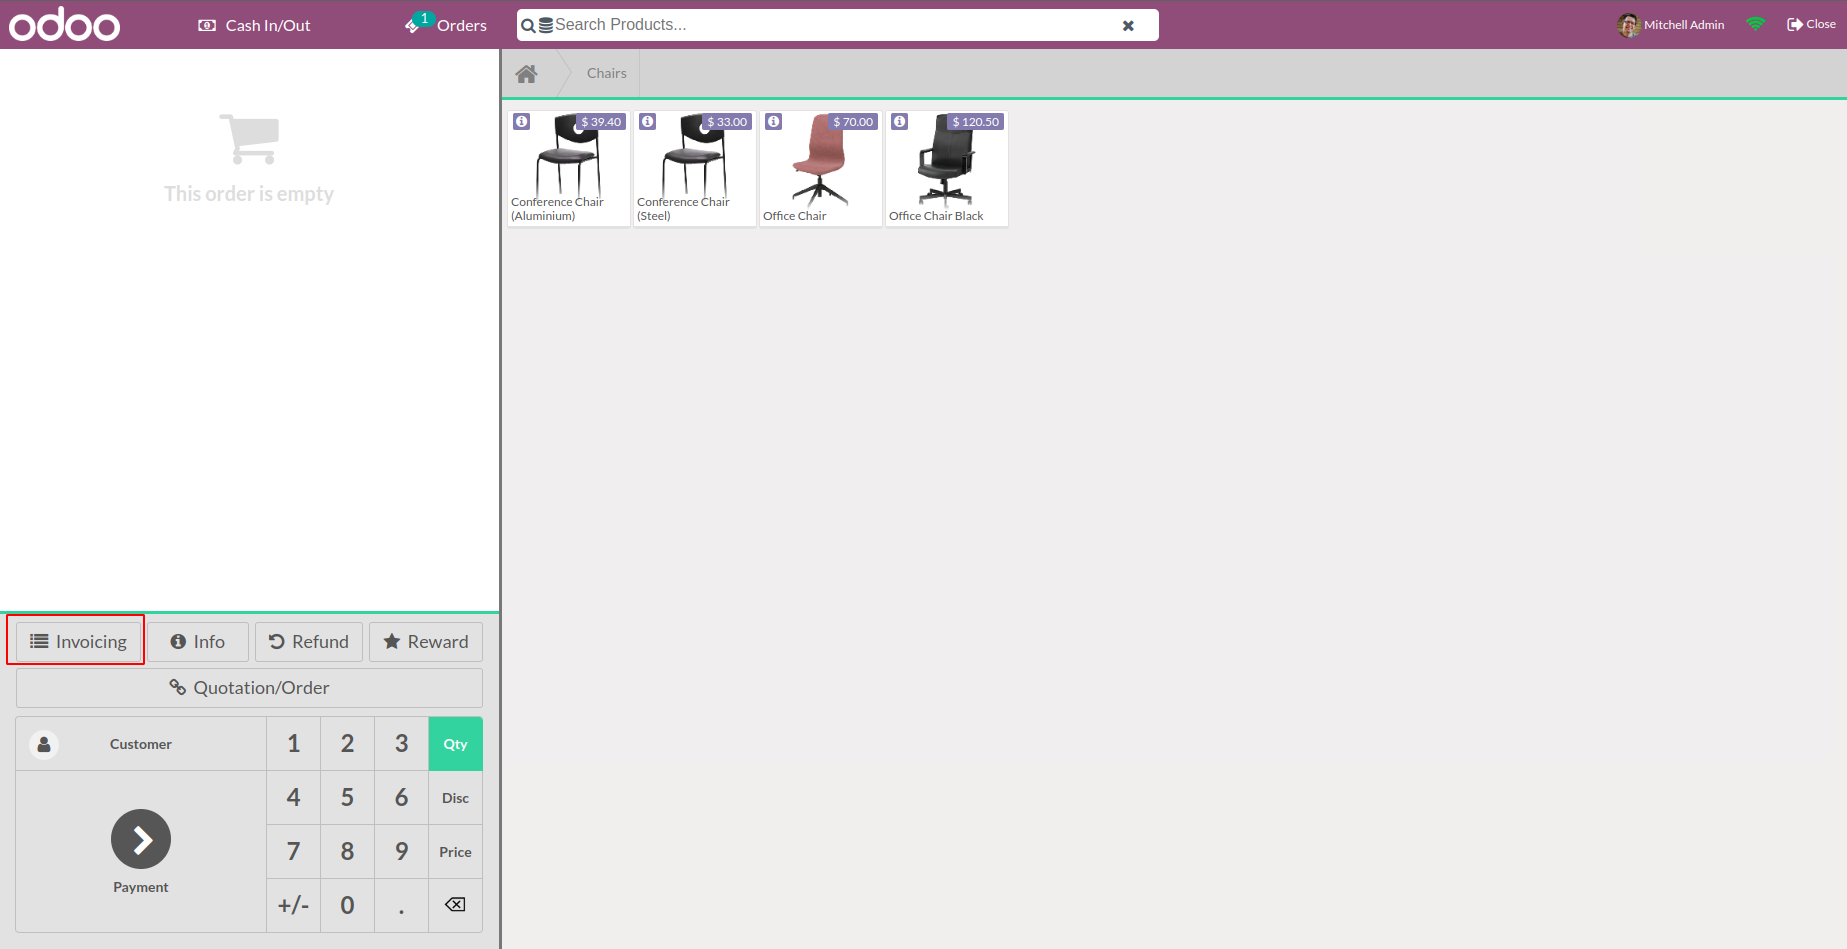 odoo
Cash In/Out
1
Orders
Search Products...
Mitchell Admin
Close
This order is empty
Chairs
$ 39.40
Conference Chair
(Aluminium)
$ 33.00
Conference Chair
(Steel)
$ 70.00
Office Chair
$ 120.50
Office Chair Black
Invoicing
Info
Refund
Reward
Quotation/Order
Customer
1 2 3 Qty
4 5 6 Disc
7 8 9 Price
Payment
+/- 0 .